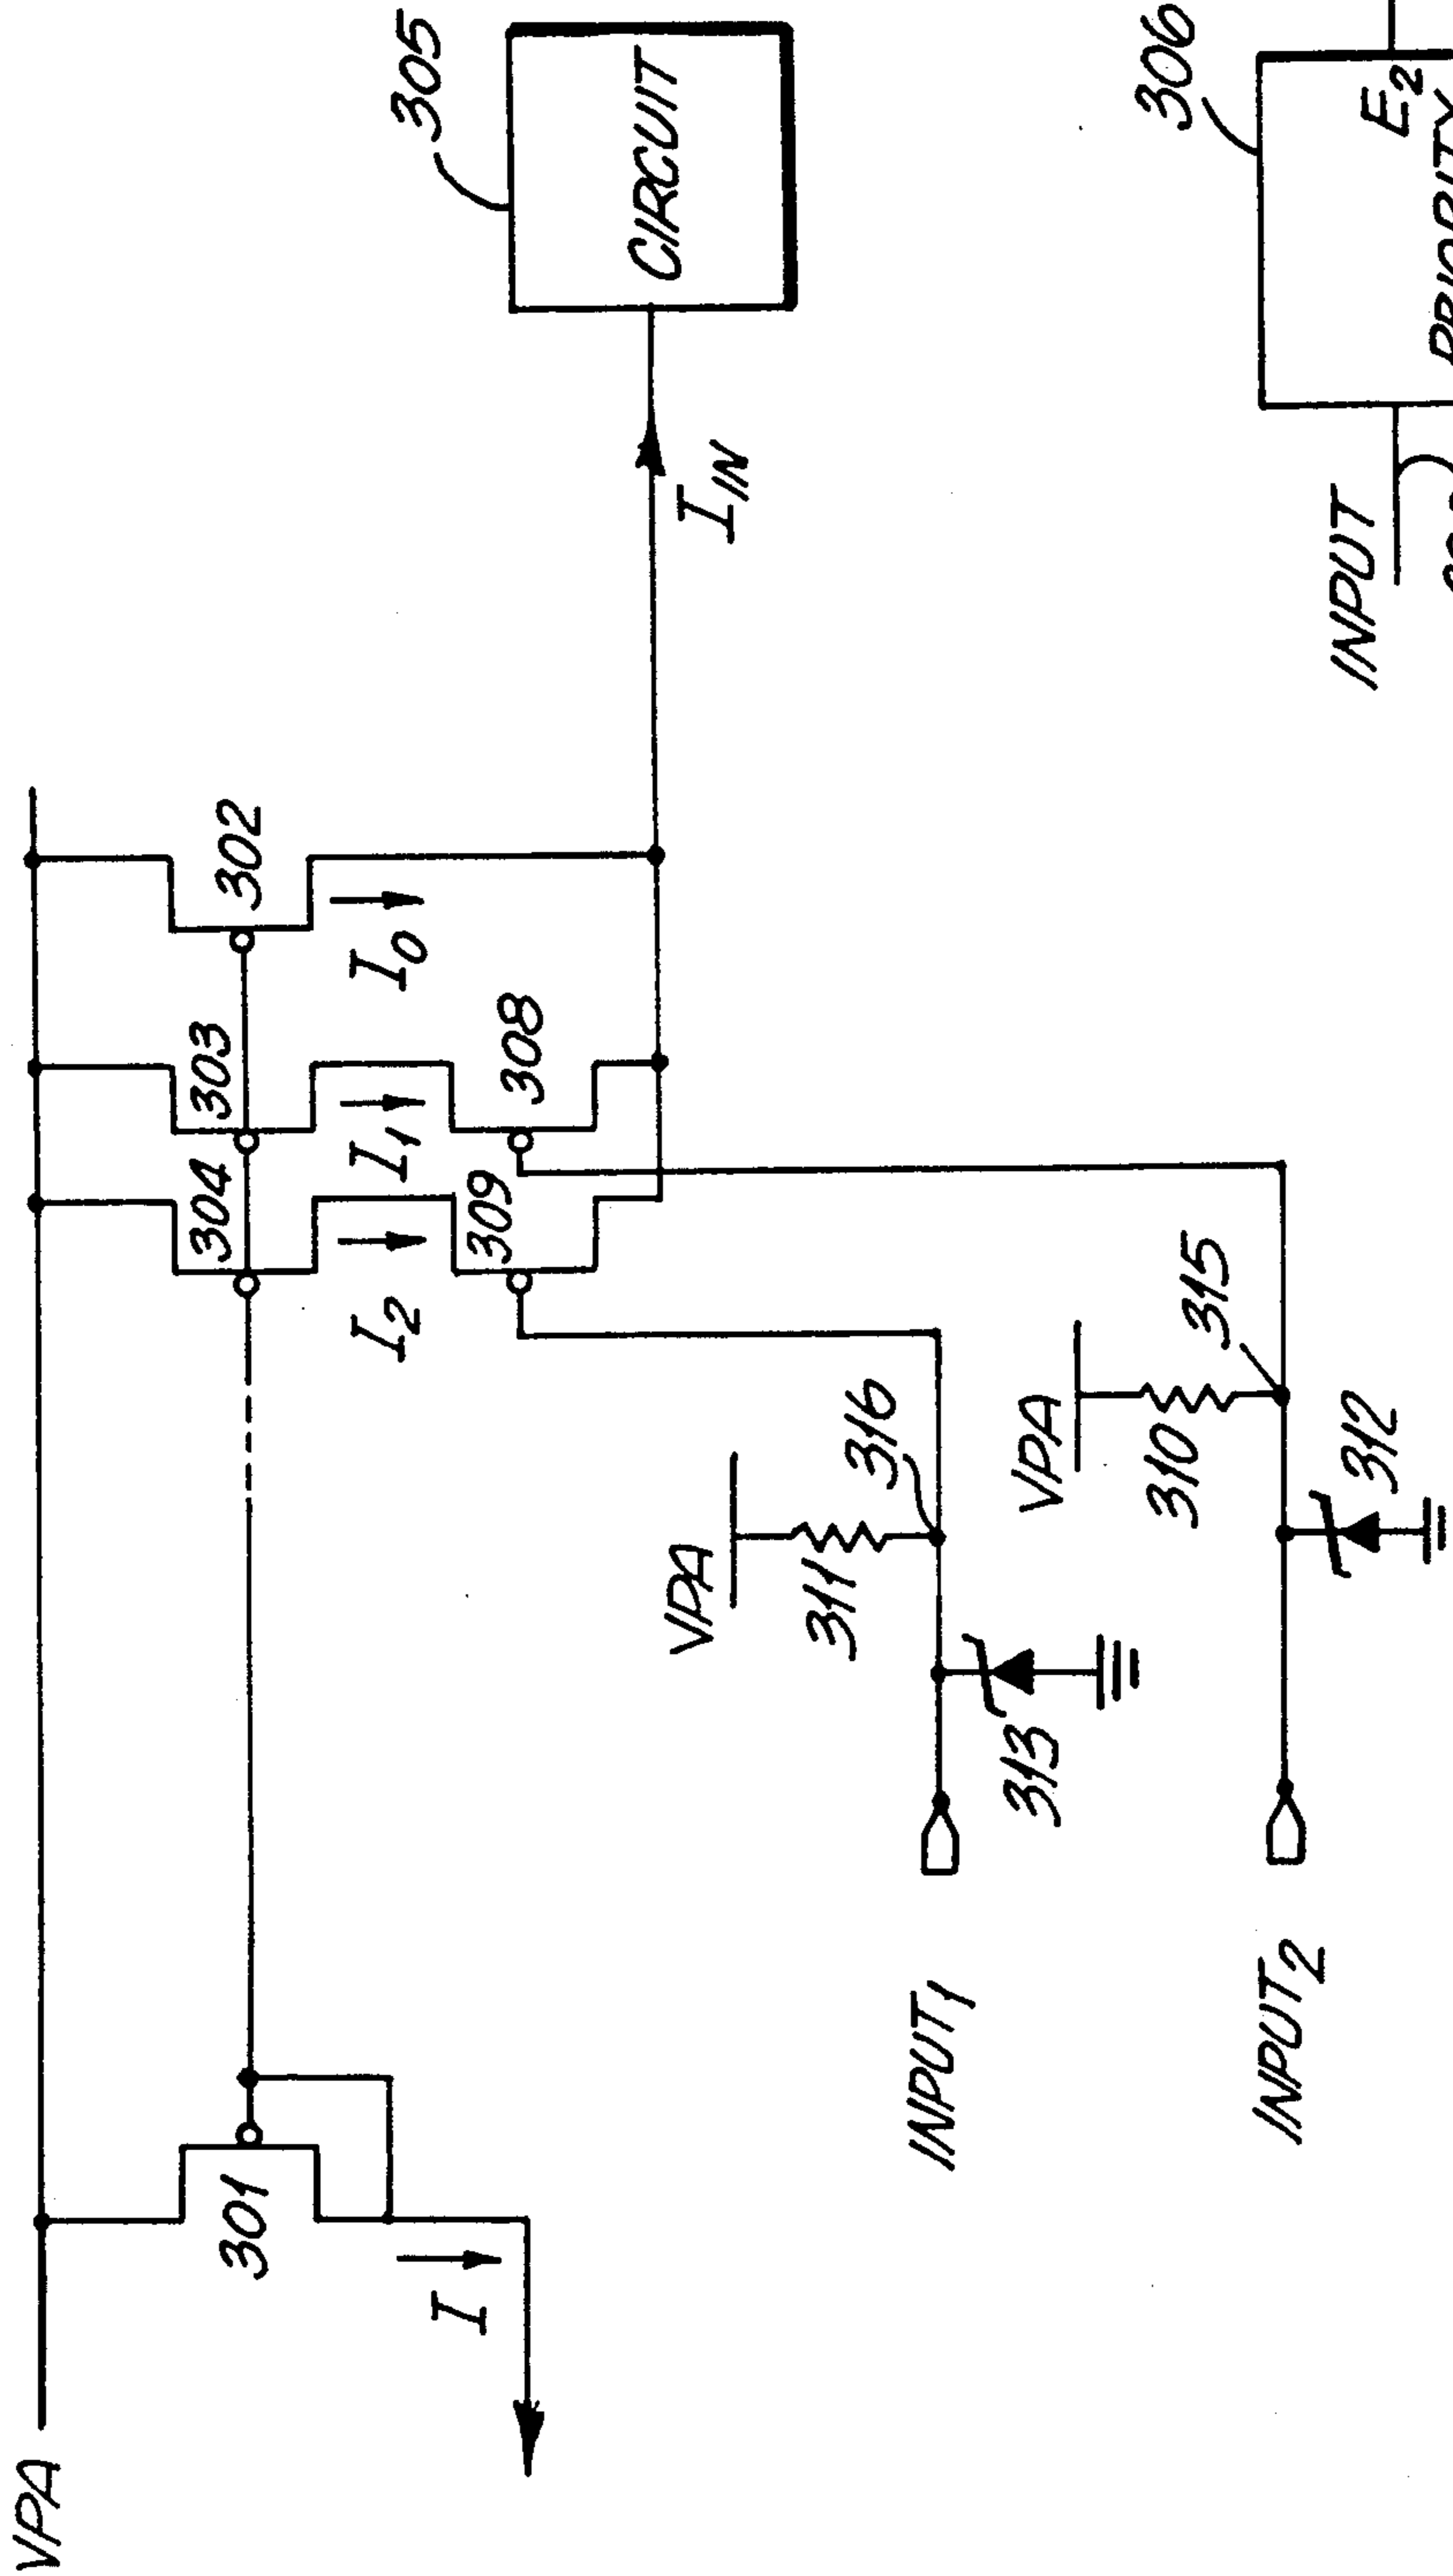 VPA
301
I
304
303
302
I2
I1
I0
309
308
305
CIRCUIT
IIN
VPA
316
311
INPUT1
313
VPA
315
310
INPUT2
312
306
INPUT
E2
PRIORITY